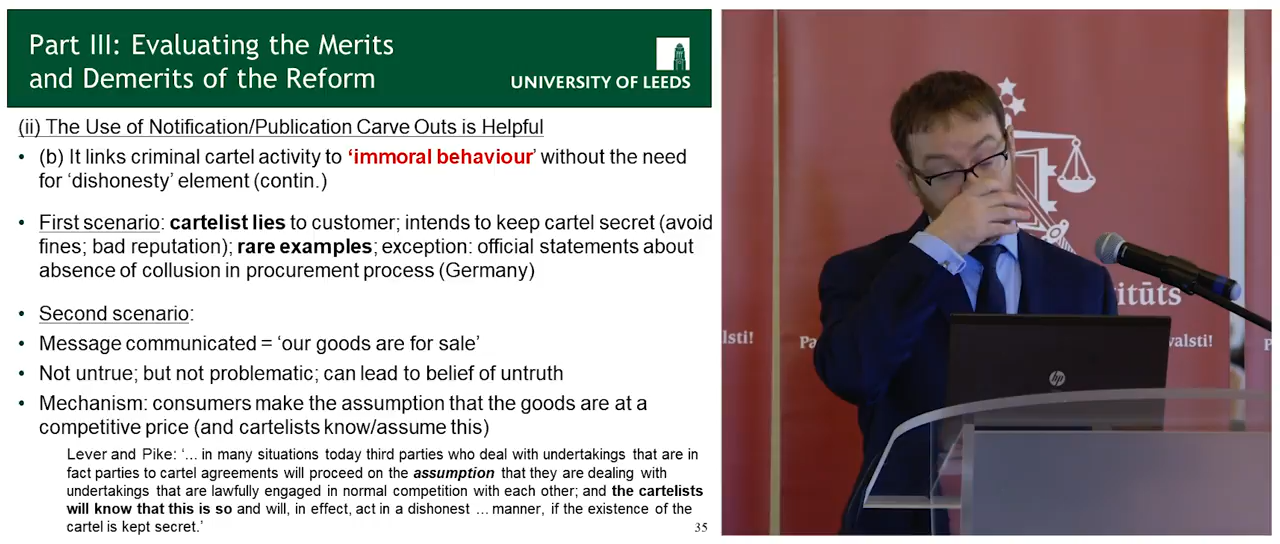 Part III: Evaluating the Merits
and Demerits of the Reform
UNIVERSITY OF LEEDS
(ii) The Use of Notification/Publication Carve Outs is Helpful
• (b) It links criminal cartel activity to ‘immoral behaviour’ without the need
for ‘dishonesty’ element (contin.)
• First scenario: cartelist lies to customer; intends to keep cartel secret (avoid
fines; bad reputation); rare examples; exception: official statements about
absence of collusion in procurement process (Germany)
• Second scenario:
• Message communicated = ‘our goods are for sale’
• Not untrue; but not problematic; can lead to belief of untruth
• Mechanism: consumers make the assumption that the goods are at a
competitive price (and cartelists know/assume this)
Lever and Pike: ‘... in many situations today third parties who deal with undertakings that are in
fact parties to cartel agreements will proceed on the assumption that they are dealing with
undertakings that are lawfully engaged in normal competition with each other; and the cartelists
will know that this is so and will, in effect, act in a dishonest ... manner, if the existence of the
cartel is kept secret.’
35
itūts
lsti!
Pa
valsti!
P
hp